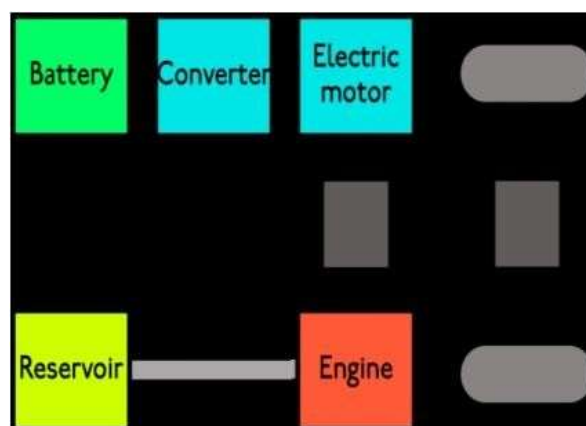 Battery
Converter
Electric
motor
Reservoir
Engine